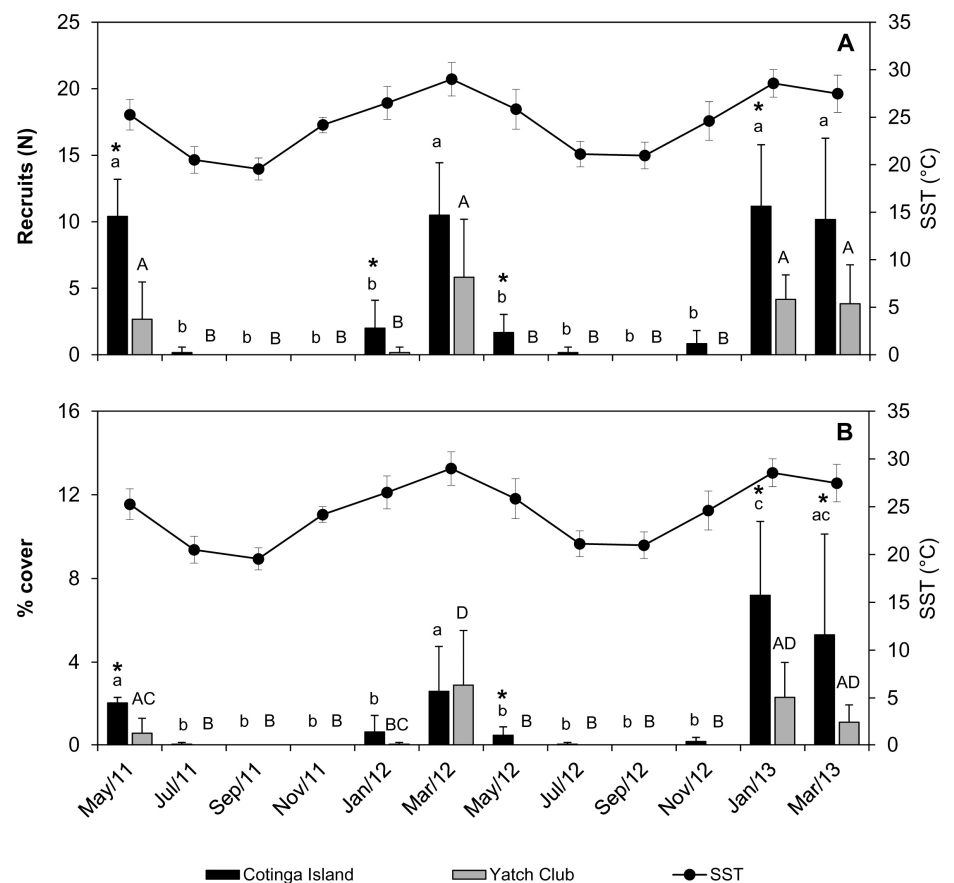 A
25
20
15
10
5
0
Recruits (N)
35
30
25
20
15
10
5
0
SST (°C)
* * * *
a b b b b a b b b b a a
A B B B B A B B B B A A
B
16
12
8
4
0
% cover
35
30
25
20
15
10
5
0
SST (°C)
* * * *
a b b b b a b b b b c ac
AC B B B BC D B B B B AD AD
May/11 Jul/11 Sep/11 Nov/11 Jan/12 Mar/12 May/12 Jul/12 Sep/12 Nov/12 Jan/13 Mar/13
Cotinga Island Yatch Club SST